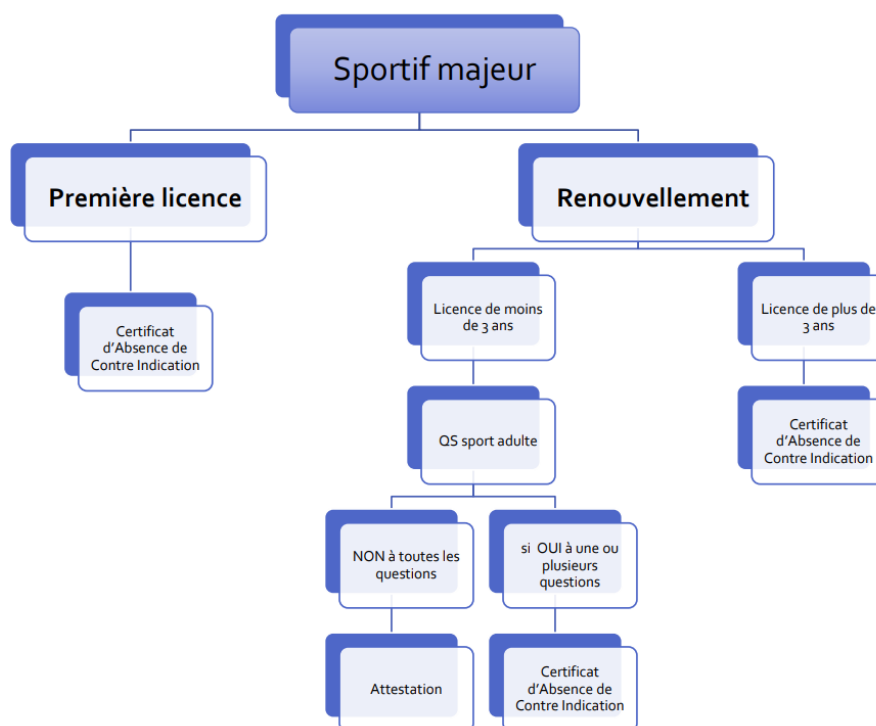 Sportif majeur
Première licence
Renouvellement
Certificat
d'Absence de
Contre Indication
Licence de moins
de 3 ans
Licence de plus de
3 ans
QS sport adulte
Certificat
d'Absence de
Contre Indication
NON à toutes les
questions
si OUI à une ou
plusieurs
questions
Attestation
Certificat
d'Absence de
Contre Indication